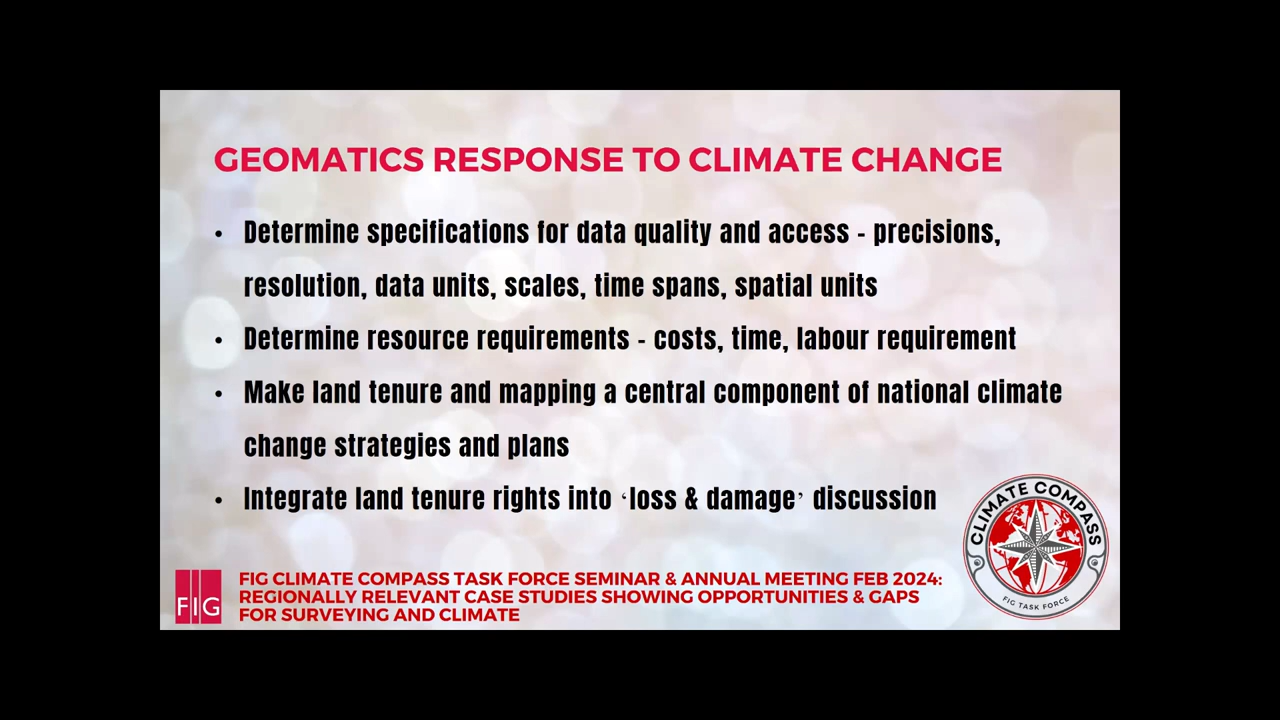 GEOMATICS RESPONSE TO CLIMATE CHANGE
• Determine specifications for data quality and access - precisions,
resolution, data units, scales, time spans, spatial units
• Determine resource requirements - costs, time, labour requirement
• Make land tenure and mapping a central component of national climate
change strategies and plans
• Integrate land tenure rights into ‘loss & damage’ discussion
CLIMATE COMPASS
FIG TASK FORCE
FIG
FIG CLIMATE COMPASS TASK FORCE SEMINAR & ANNUAL MEETING FEB 2024:
REGIONALLY RELEVANT CASE STUDIES SHOWING OPPORTUNITIES & GAPS
FOR SURVEYING AND CLIMATE